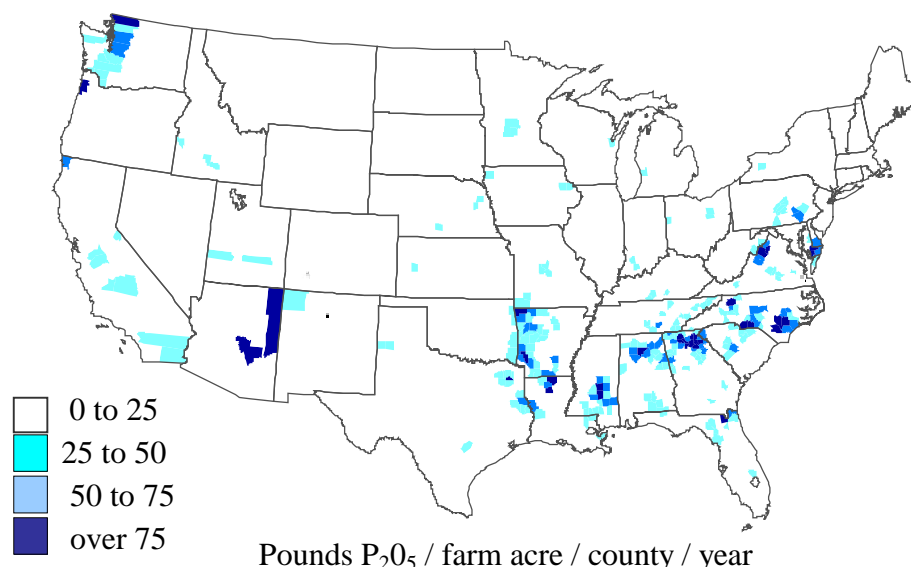 0 to 25
25 to 50
50 to 75
over 75
Pounds P₂0₅ / farm acre / county / year